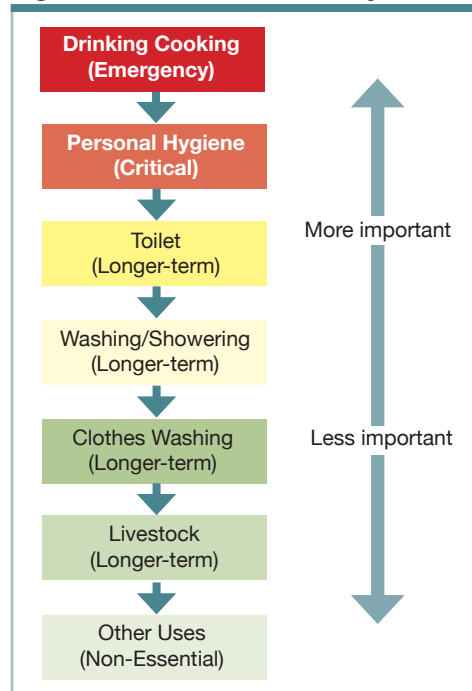 Drinking Cooking
(Emergency)
Personal Hygiene
(Critical)
Toilet
(Longer-term)
Washing/Showering
(Longer-term)
Clothes Washing
(Longer-term)
Livestock
(Longer-term)
Other Uses
(Non-Essential)
More important
Less important